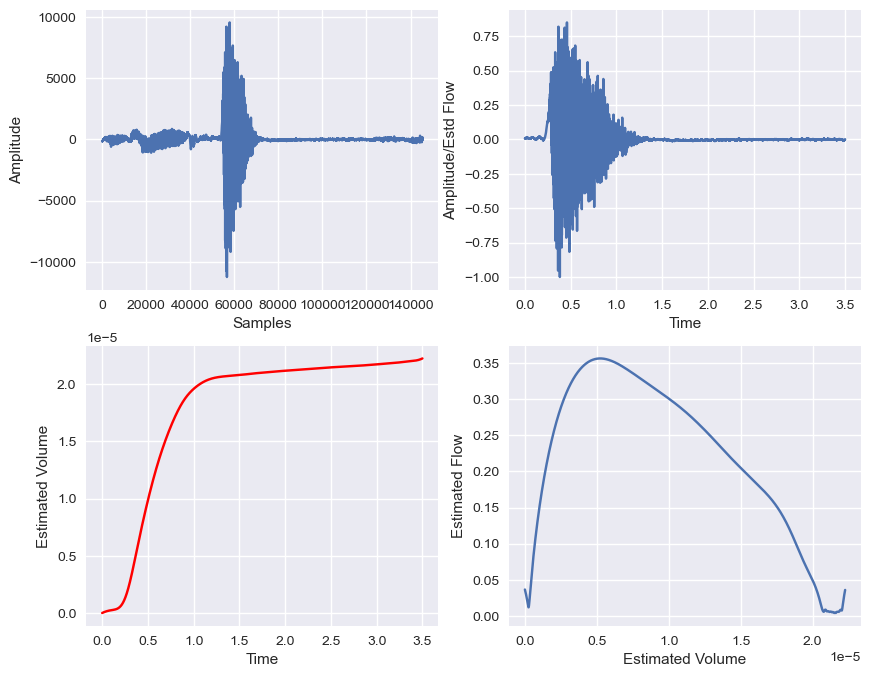 10000
5000
0
−5000
−10000
Amplitude
0 20000 40000 60000 80000 100000 120000 140000
Samples
0.75
0.50
0.25
0.00
−0.25
−0.50
−0.75
−1.00
Amplitude/Estd Flow
0.0 0.5 1.0 1.5 2.0 2.5 3.0 3.5
Time
1e−5
2.0
1.5
1.0
0.5
0.0
Estimated Volume
0.0 0.5 1.0 1.5 2.0 2.5 3.0 3.5
Time
0.35
0.30
0.25
0.20
0.15
0.10
0.05
0.00
Estimated Flow
0.0 0.5 1.0 1.5 2.0
1e−5
Estimated Volume